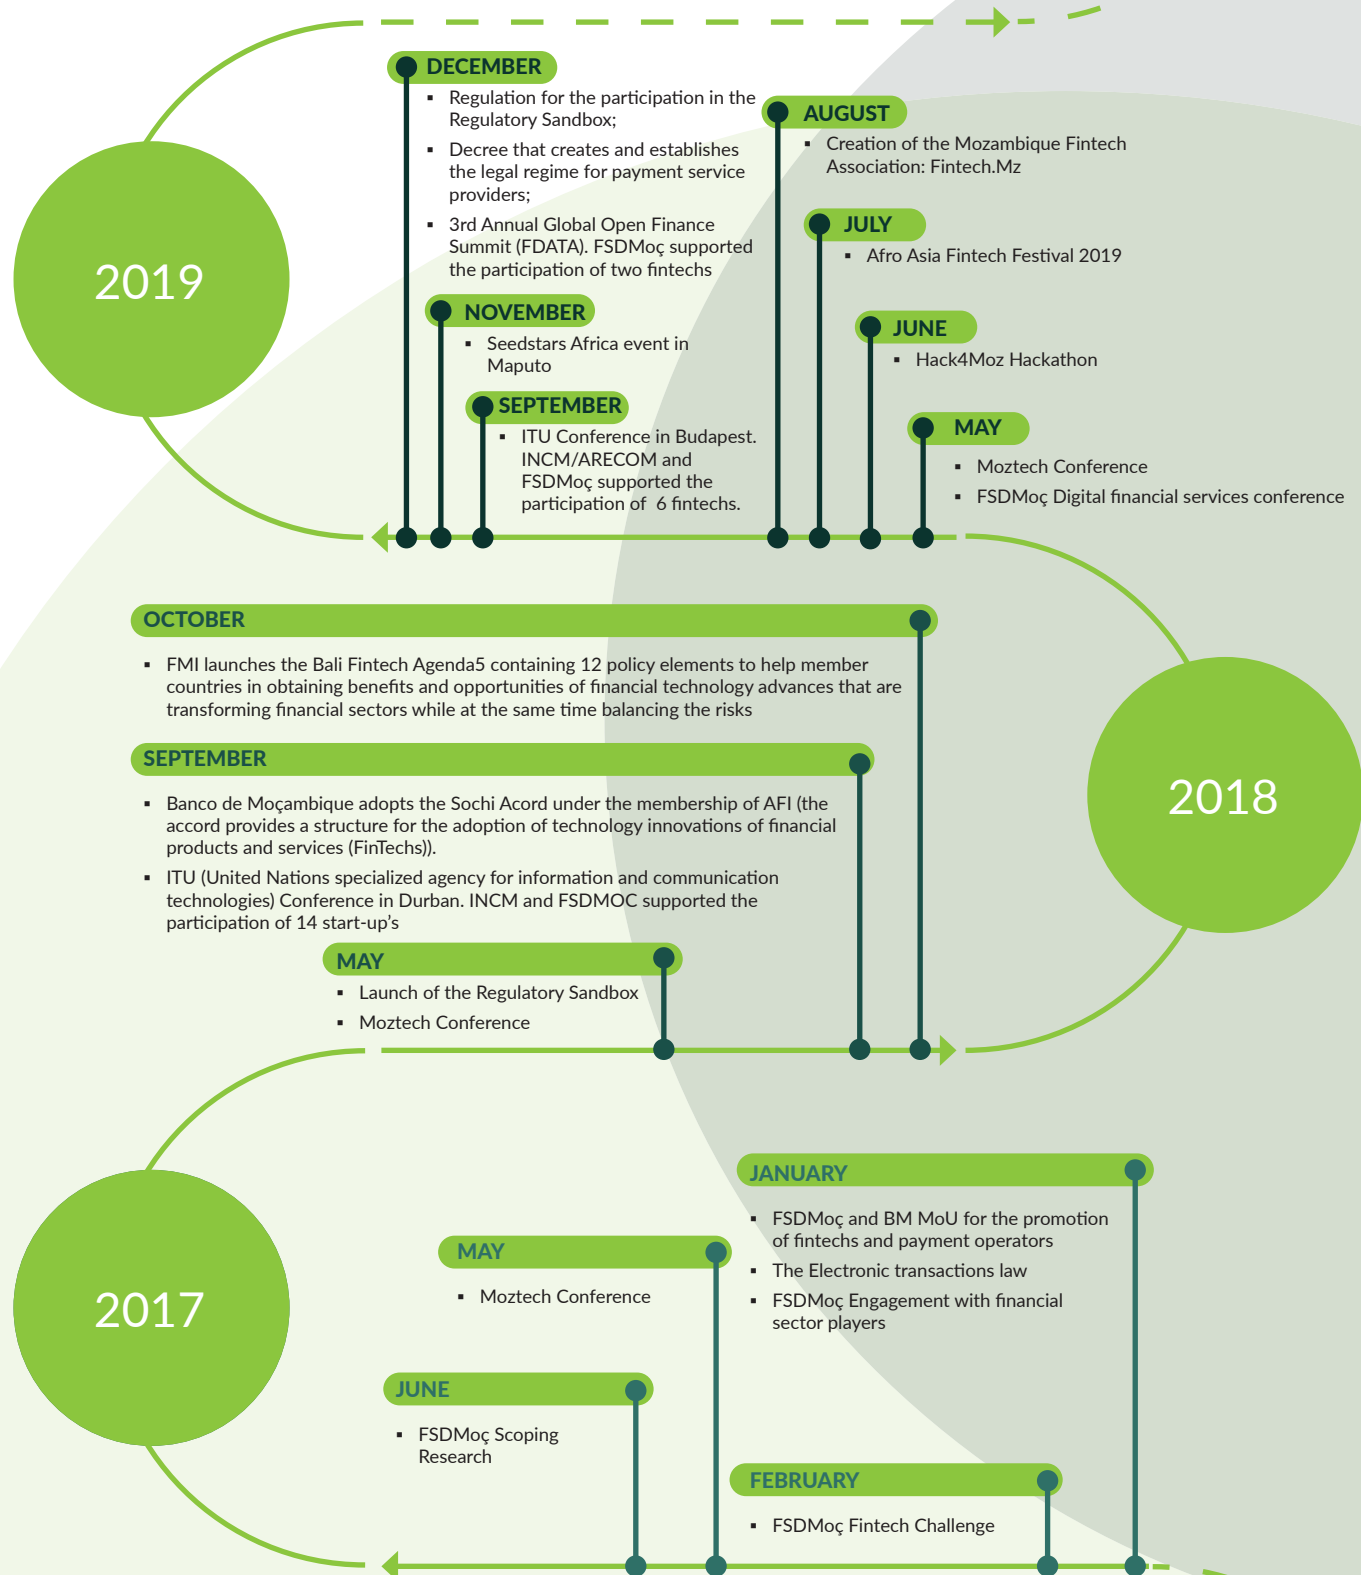 2019
DECEMBER
▪ Regulation for the participation in the
Regulatory Sandbox;
▪ Decree that creates and establishes
the legal regime for payment service
providers;
▪ 3rd Annual Global Open Finance
Summit (FDATA). FSDMoç supported
the participation of two fintechs
NOVEMBER
▪ Seedstars Africa event in
Maputo
SEPTEMBER
▪ ITU Conference in Budapest.
INCM/ARECOM and
FSDMoç supported the
participation of 6 fintechs.
AUGUST
▪ Creation of the Mozambique Fintech
Association: Fintech.Mz
JULY
▪ Afro Asia Fintech Festival 2019
JUNE
▪ Hack4Moz Hackathon
MAY
▪ Moztech Conference
▪ FSDMoç Digital financial services conference
2018
OCTOBER
▪ FMI launches the Bali Fintech Agenda5 containing 12 policy elements to help member
countries in obtaining benefits and opportunities of financial technology advances that are
transforming financial sectors while at the same time balancing the risks
SEPTEMBER
▪ Banco de Moçambique adopts the Sochi Acord under the membership of AFI (the
accord provides a structure for the adoption of technology innovations of financial
products and services (FinTechs)).
▪ ITU (United Nations specialized agency for information and communication
technologies) Conference in Durban. INCM and FSDMOC supported the
participation of 14 start-up’s
MAY
▪ Launch of the Regulatory Sandbox
▪ Moztech Conference
2017
JANUARY
▪ FSDMoç and BM MoU for the promotion
of fintechs and payment operators
▪ The Electronic transactions law
▪ FSDMoç Engagement with financial
sector players
MAY
▪ Moztech Conference
JUNE
▪ FSDMoç Scoping
Research
FEBRUARY
▪ FSDMoç Fintech Challenge